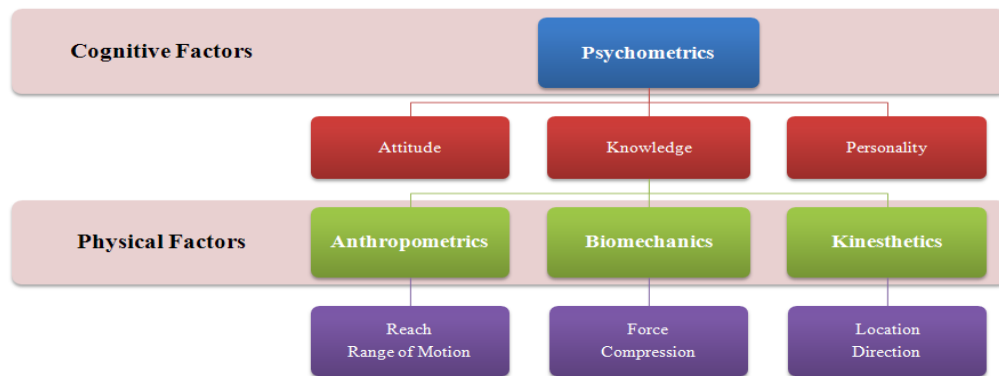 Cognitive Factors
Psychometrics
Attitude
Knowledge
Personality
Physical Factors
Anthropometrics
Biomechanics
Kinesthetics
Reach
Range of Motion
Force
Compression
Location
Direction